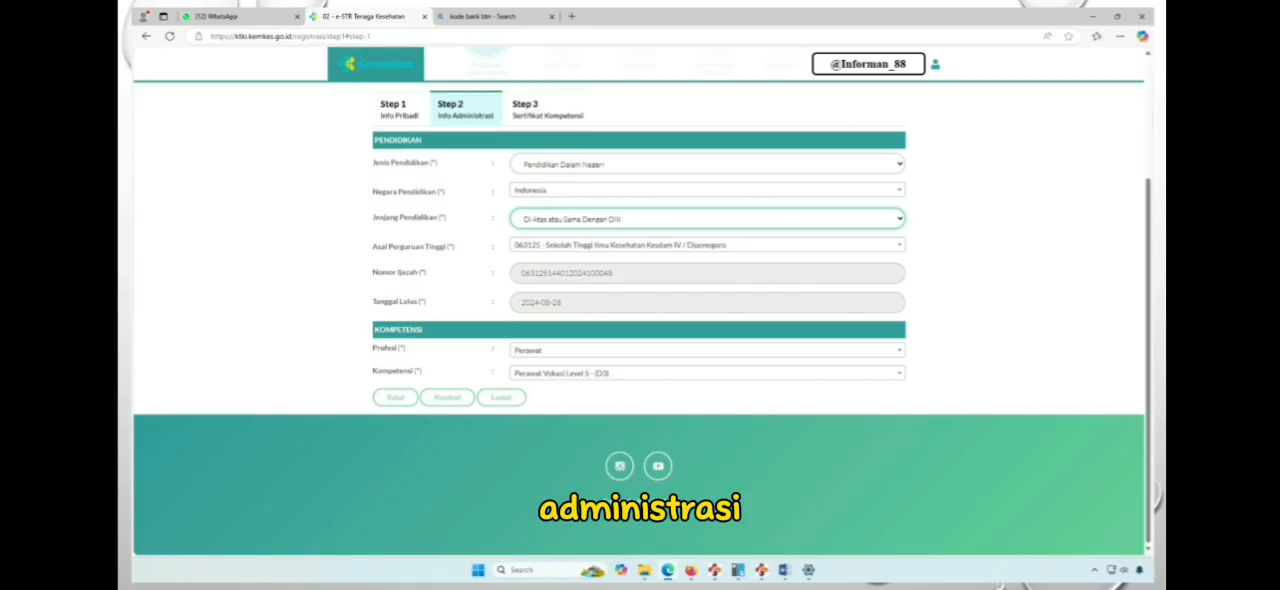 (12) WhatsApp
02 - e-STR Tenaga Kesehatan
kode bank btn - Search
https://ktki.kemkes.go.id/registrasi/step1#step-1
Kemenkes
@Informan_88
Step 1
Info Pribadi
Step 2
Info Administrasi
Step 3
Sertifikat Kompetensi
PENDIDIKAN
Jenis Pendidikan (*) : Pendidikan Dalam Negeri
Negara Pendidikan (*) : Indonesia
Jenjang Pendidikan (*) : Di Atas atau Sama Dengan DIII
Asal Perguruan Tinggi (*) : 063125 - Sekolah Tinggi Ilmu Kesehatan Kesdam IV / Diponegoro
Nomor Ijazah (*) : 063125144012024100048
Tanggal Lulus (*) : 2024-08-28
KOMPETENSI
Profesi (*) : Perawat
Kompetensi (*) : Perawat Vokasi Level 5 - (D3)
Batal Kembali Lanjut
administrasi
Search